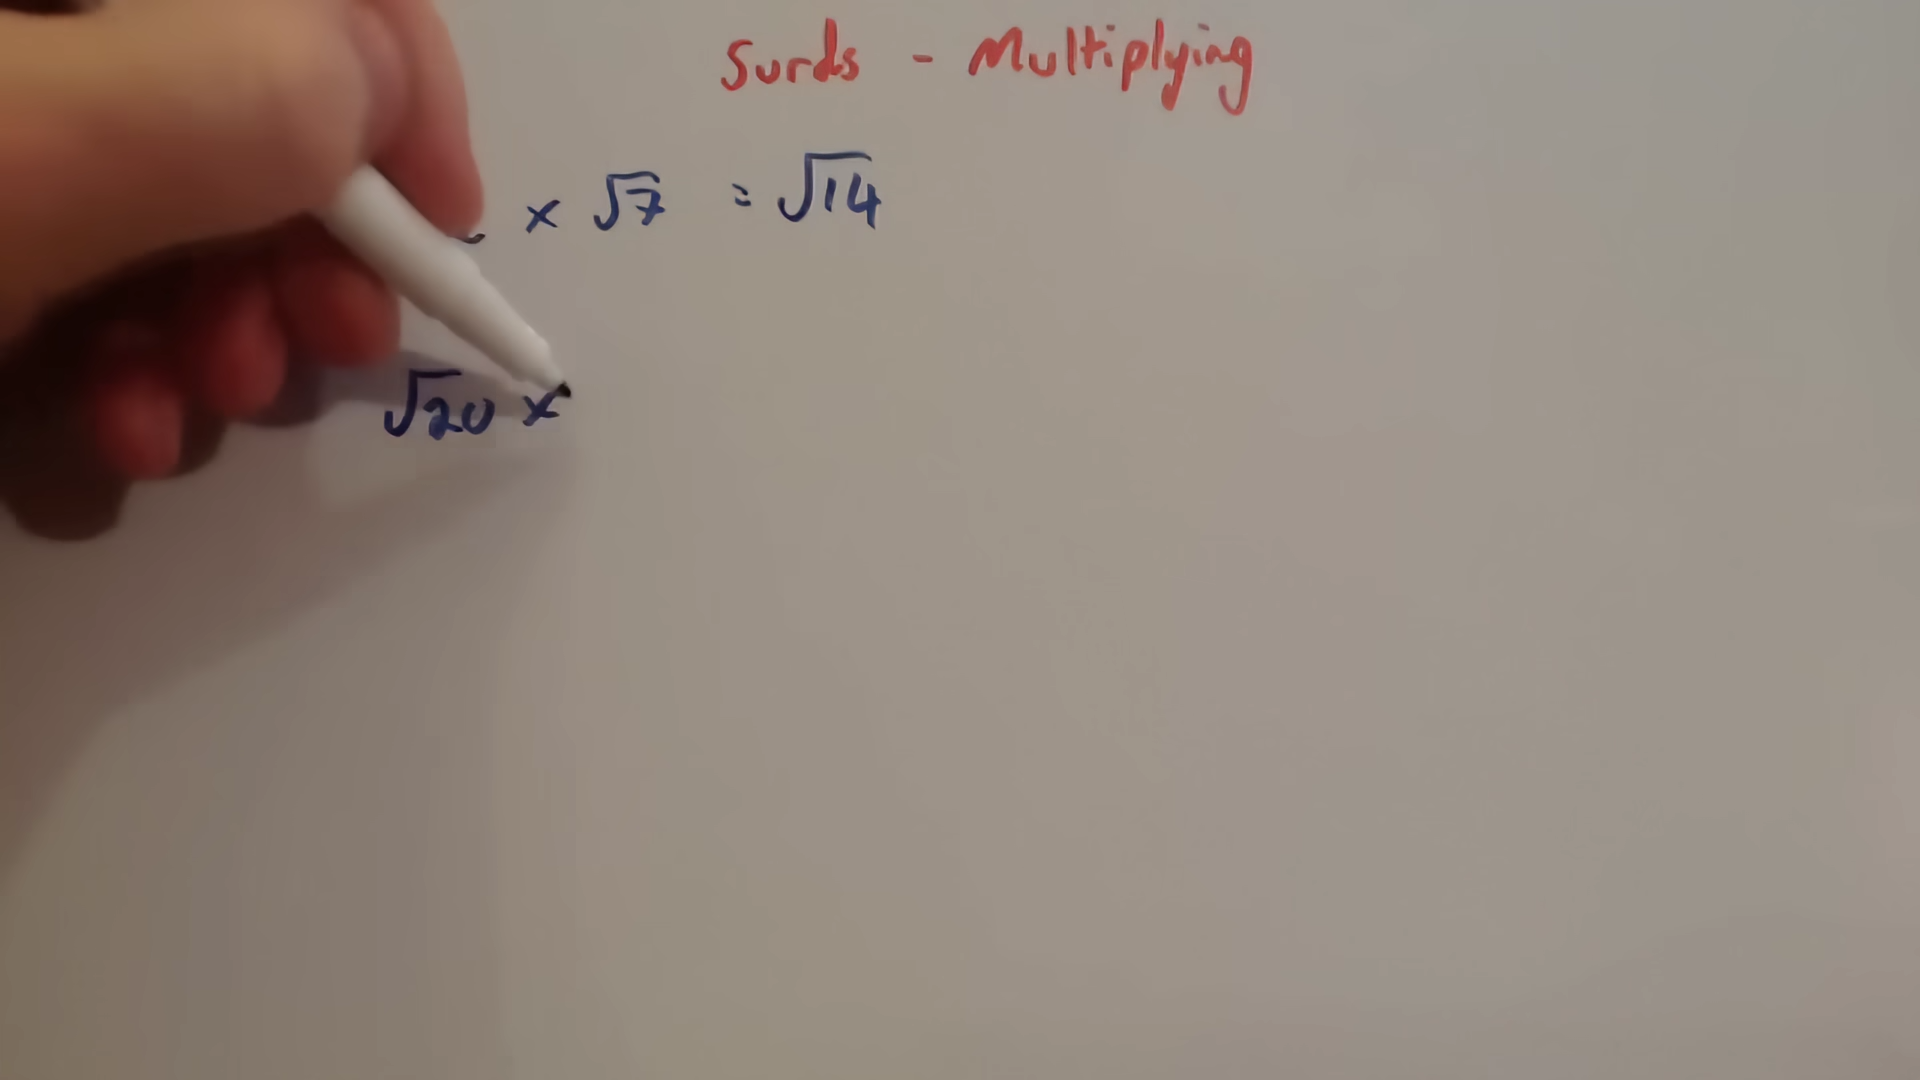 Surds - Multiplying
× √7 = √14
√20 ×